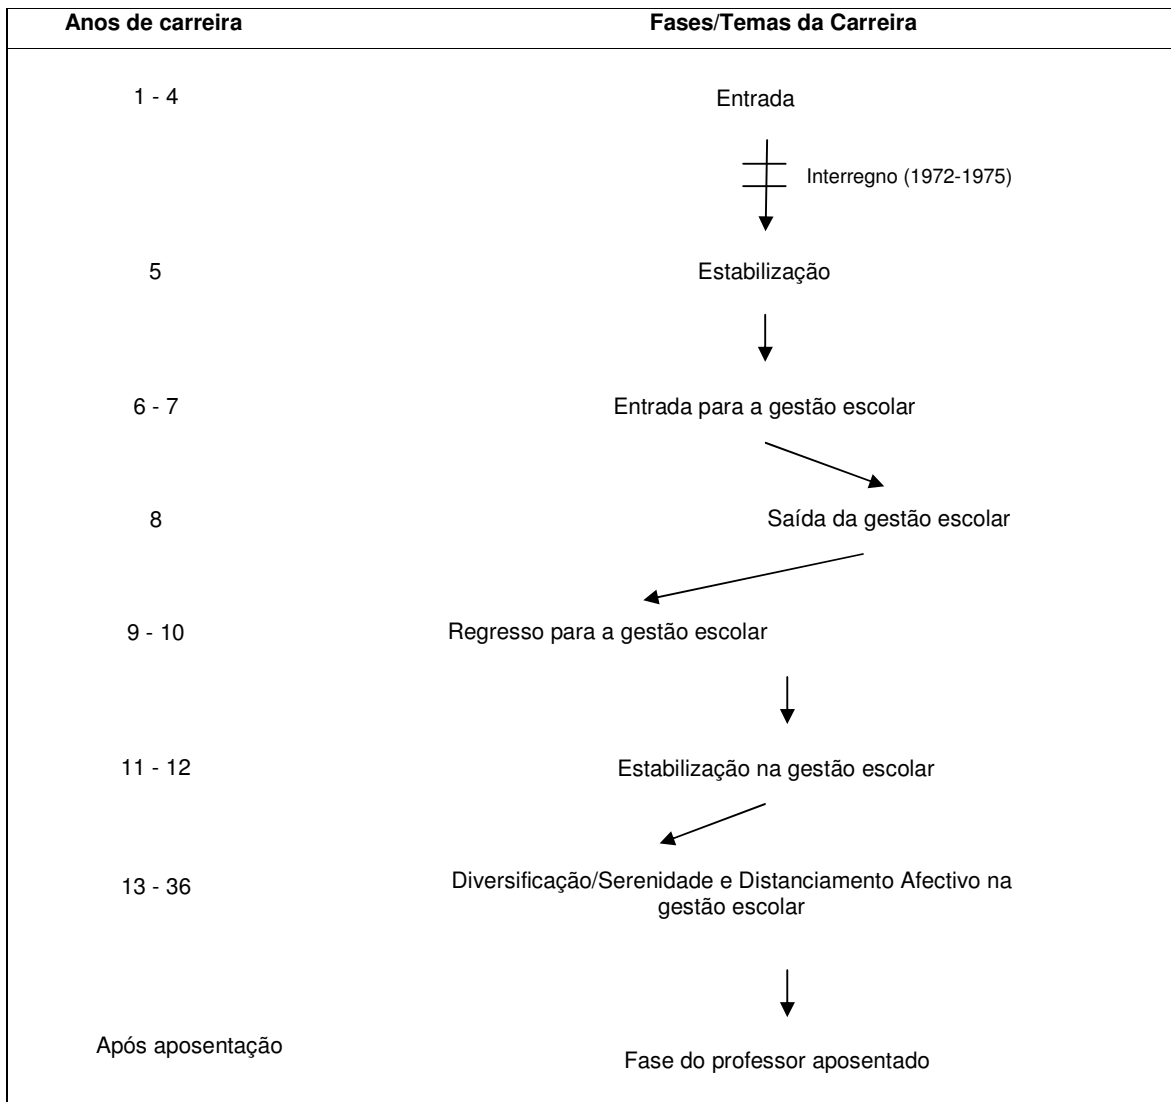 Anos de carreira Fases/Temas da Carreira
1 - 4 Entrada
Interregno (1972-1975)
5 Estabilização
6 - 7 Entrada para a gestão escolar
8 Saída da gestão escolar
9 - 10 Regresso para a gestão escolar
11 - 12 Estabilização na gestão escolar
13 - 36 Diversificação/Serenidade e Distanciamento Afectivo na
gestão escolar
Após aposentação Fase do professor aposentado